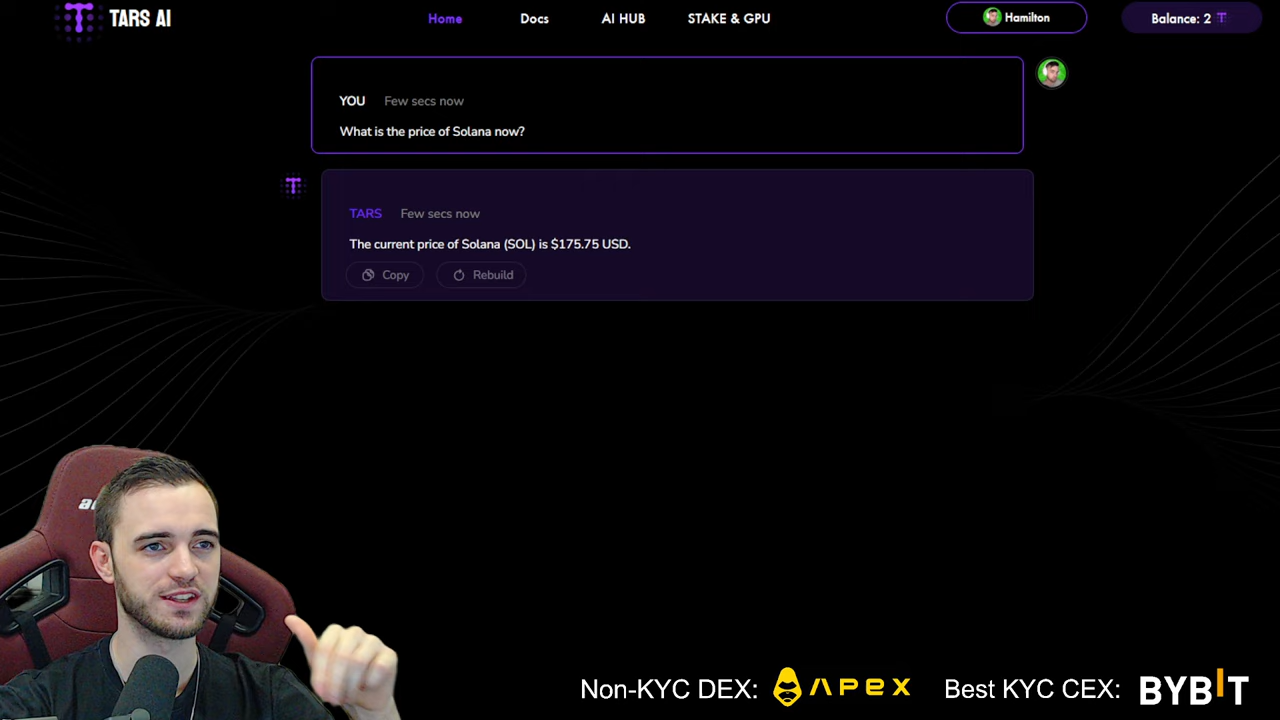 TARS AI
Home
Docs
AI HUB
STAKE & GPU
Hamilton
Balance: 2
YOU
Few secs now
What is the price of Solana now?
TARS
Few secs now
The current price of Solana (SOL) is $175.75 USD.
Copy
Rebuild
Non-KYC DEX:
APEX
Best KYC CEX:
BYBIT